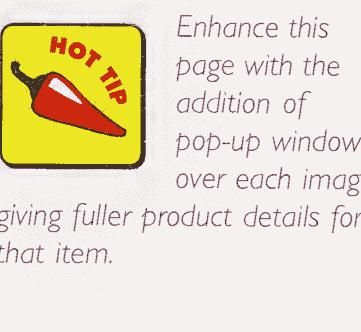 HOT TIP
Enhance this
page with the
addition of
pop-up window
over each imag
giving fuller product details for
that item.